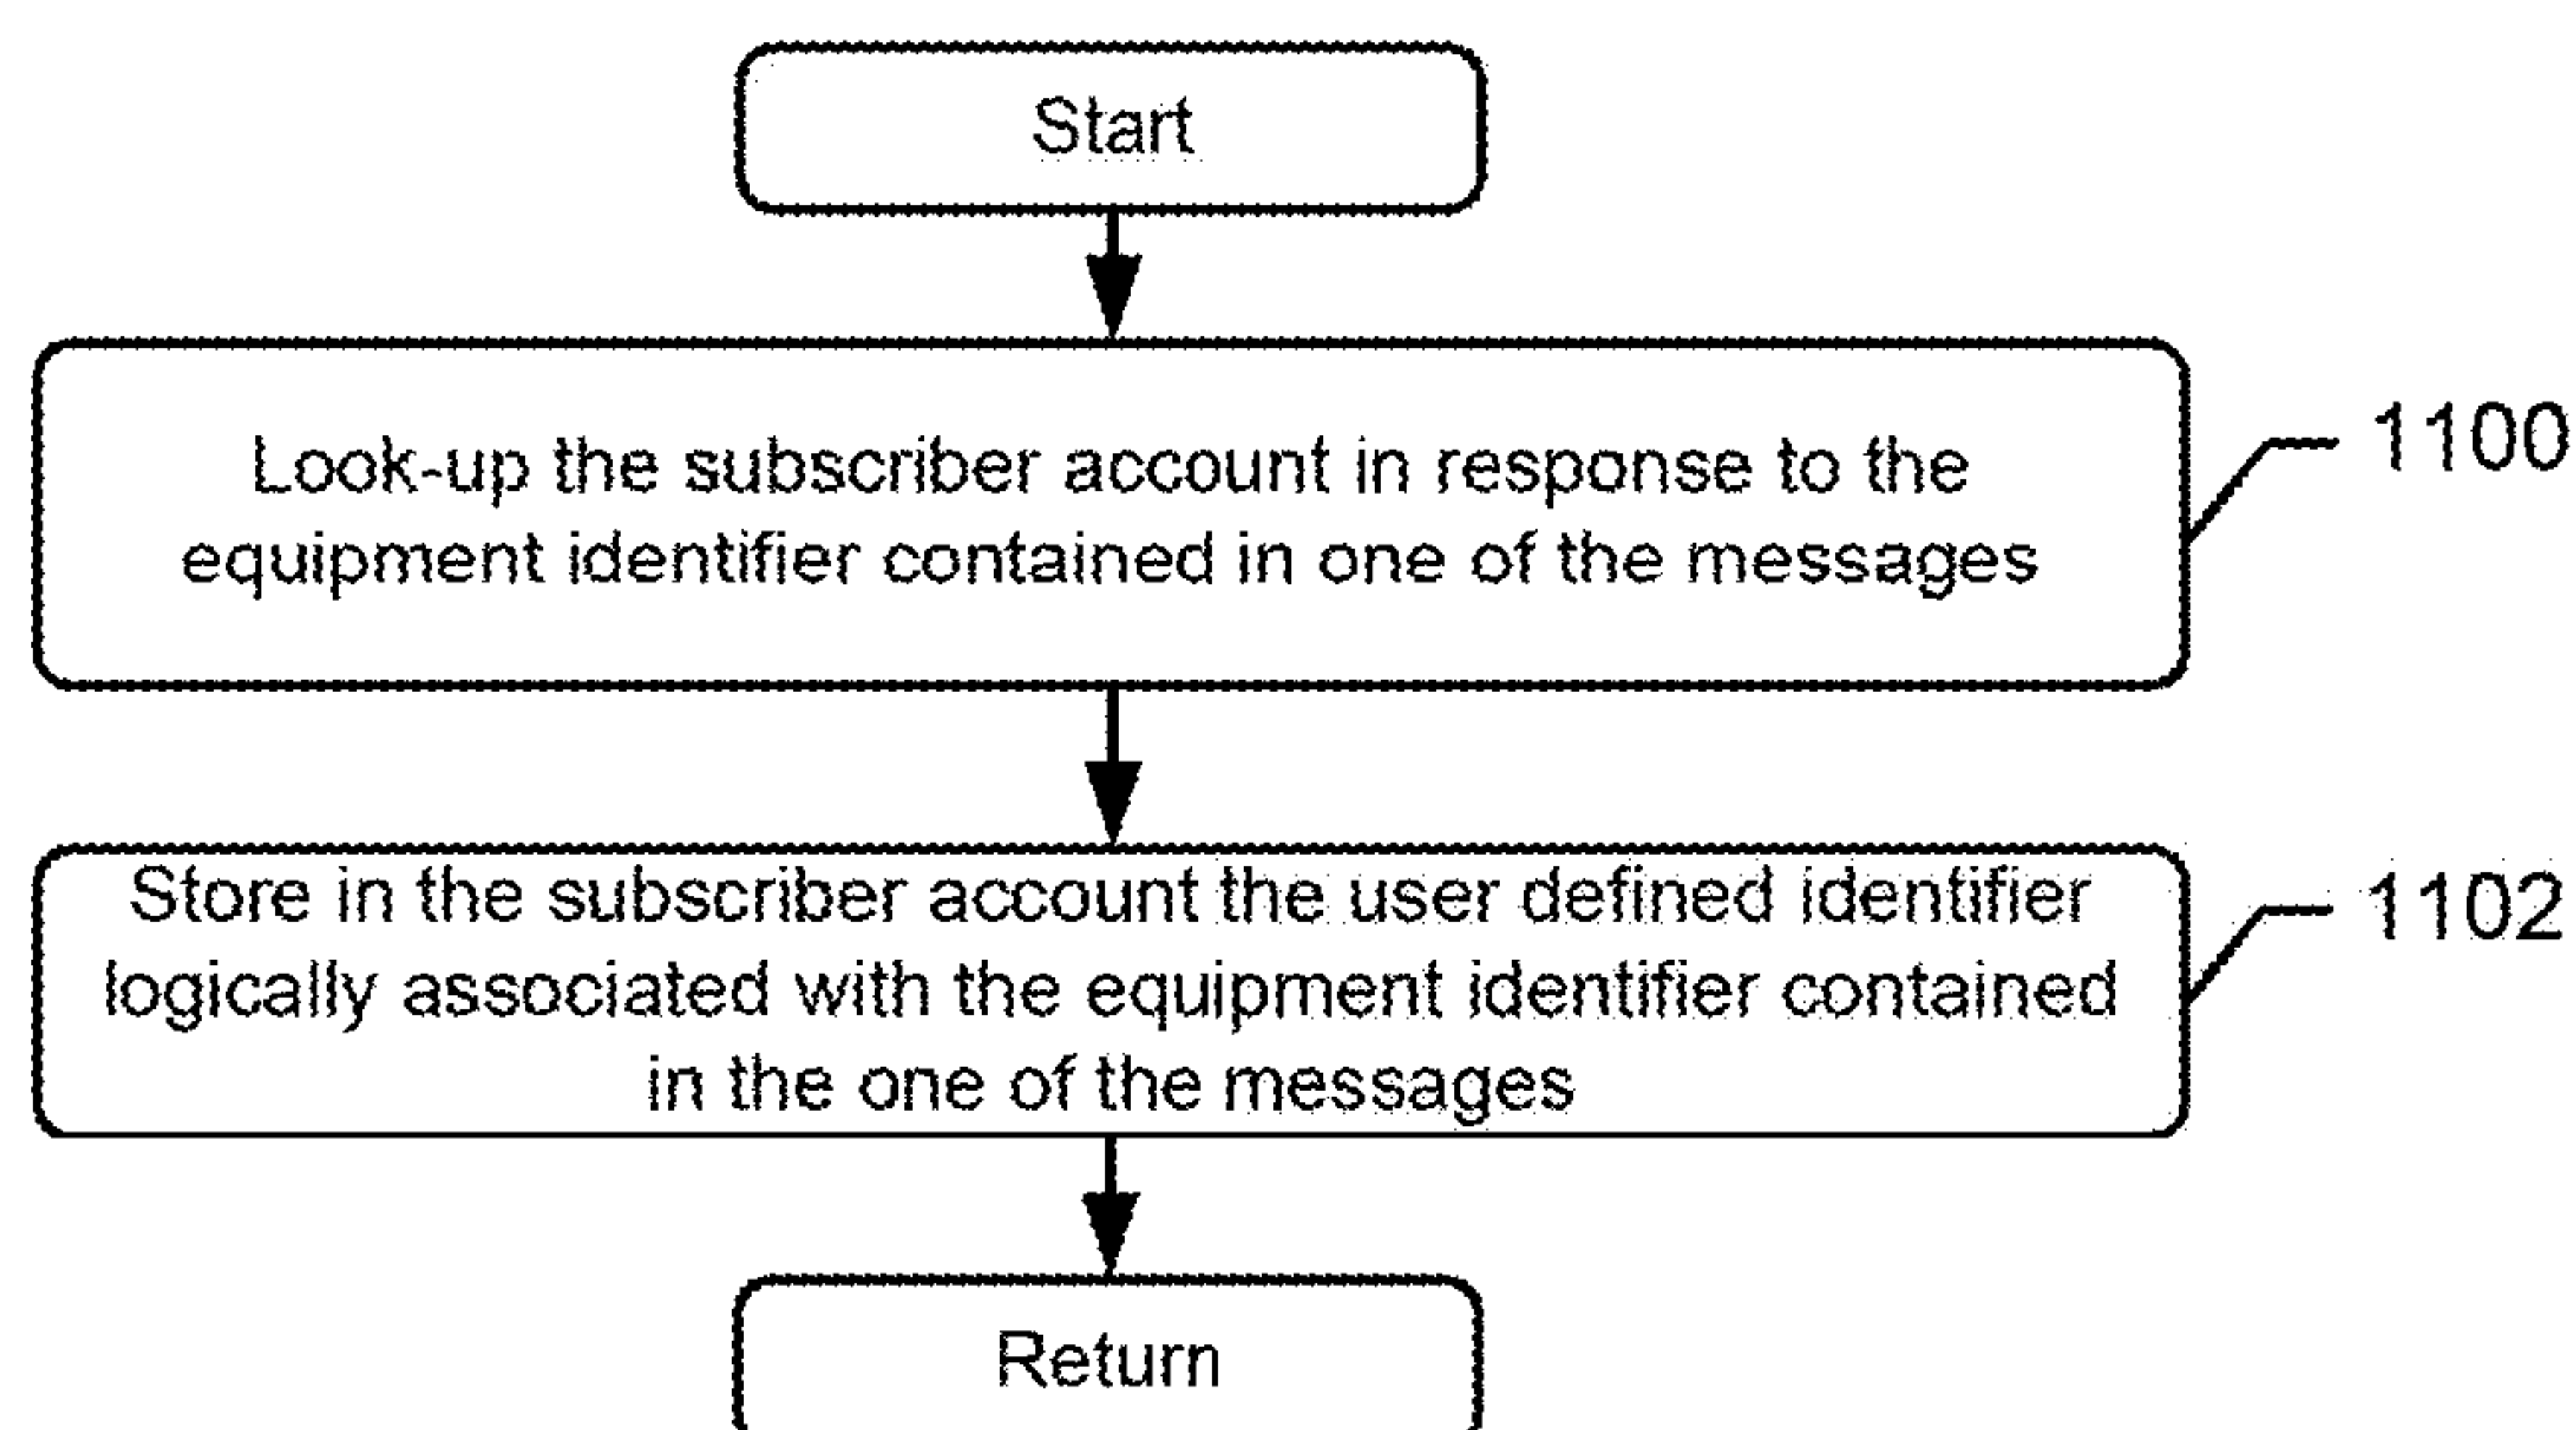 Start
Look-up the subscriber account in response to the
equipment identifier contained in one of the messages
1100
Store in the subscriber account the user defined identifier
logically associated with the equipment identifier contained
in the one of the messages
1102
Return